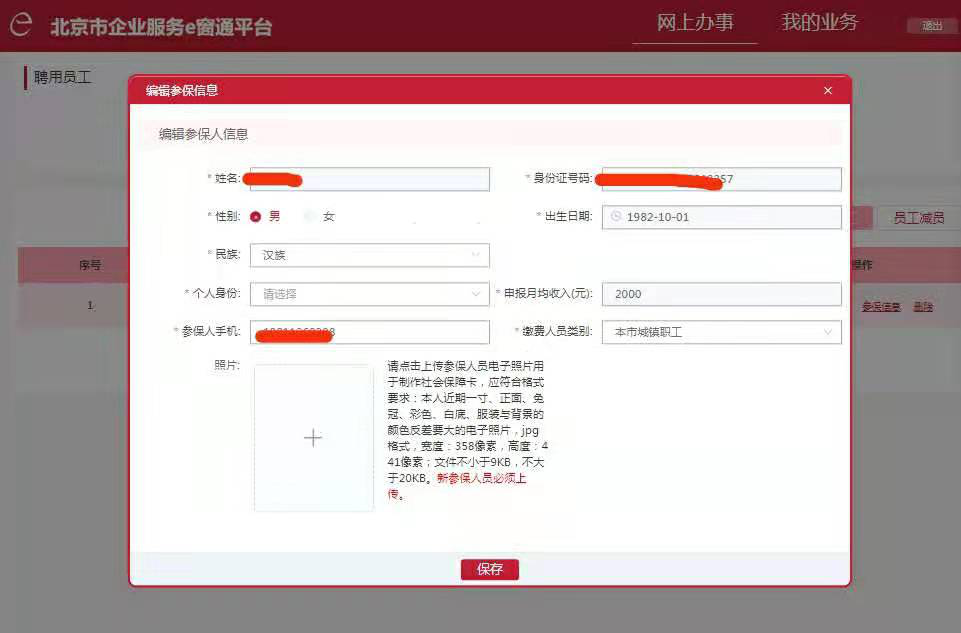 北京市企业服务e窗通平台
网上办事
我的业务
退出
聘用员工
编辑参保信息
×
编辑参保人信息
*姓名:
*身份证号码:
257
*性别: 男 女
*出生日期: 1982-10-01
*民族: 汉族
*个人身份: 请选择
*申报月均收入(元): 2000
*参保人手机:
*缴费人员类别: 本市城镇职工
照片:
请点击上传参保人员电子照片用
于制作社会保障卡，应符合格式
要求：本人近期一寸、正面、免
冠、彩色、白底、服装与背景的
颜色反差要大的电子照片，jpg
格式，宽度：358像素，高度：4
41像素；文件不小于9KB，不大
于20KB。新参保人员必须上
传。
保存
员工减员
序号
操作
1
参保信息 删除